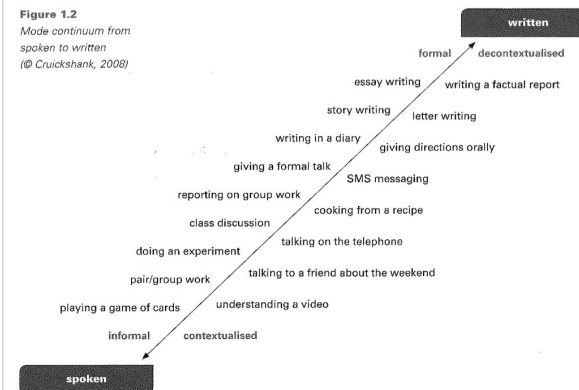 Figure 1.2
Mode continuum from
spoken to written
(© Cruickshank, 2008)
written
formal decontextualised
essay writing writing a factual report
story writing letter writing
writing in a diary giving directions orally
giving a formal talk SMS messaging
reporting on group work cooking from a recipe
class discussion talking on the telephone
doing an experiment talking to a friend about the weekend
pair/group work understanding a video
playing a game of cards
informal contextualised
spoken